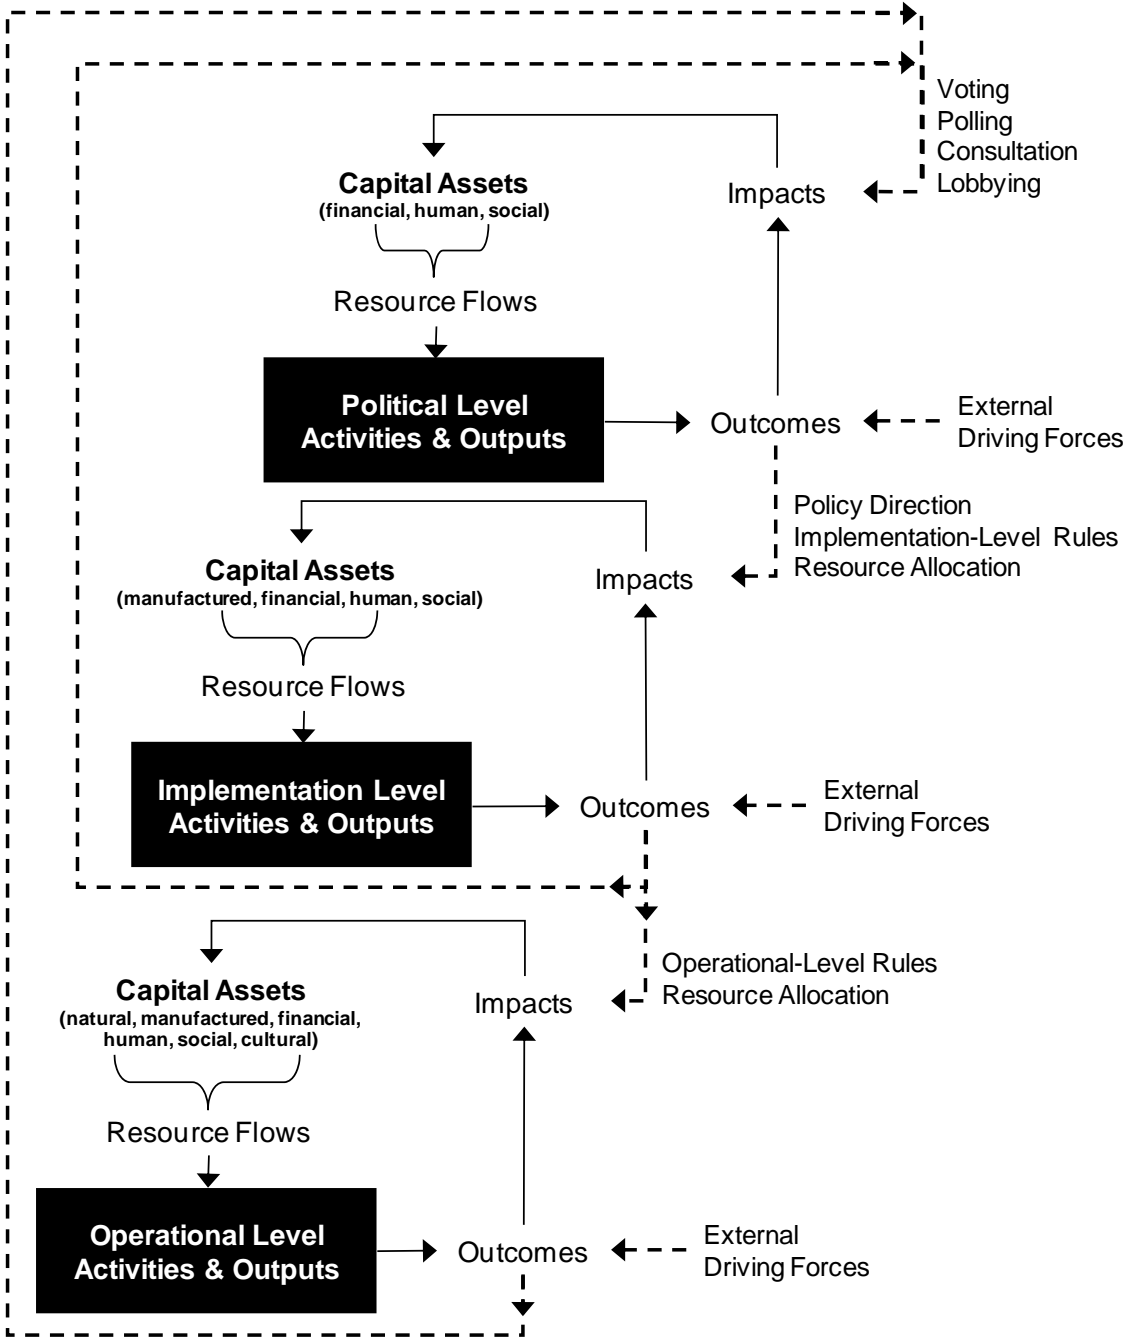 Voting
Polling
Consultation
Lobbying
Capital Assets
(financial, human, social)
Impacts
Resource Flows
Political Level
Activities & Outputs
Outcomes
External
Driving Forces
Policy Direction
Implementation-Level Rules
Resource Allocation
Capital Assets
(manufactured, financial, human, social)
Impacts
Resource Flows
Implementation Level
Activities & Outputs
Outcomes
External
Driving Forces
Operational-Level Rules
Resource Allocation
Capital Assets
(natural, manufactured, financial,
human, social, cultural)
Impacts
Resource Flows
Operational Level
Activities & Outputs
Outcomes
External
Driving Forces